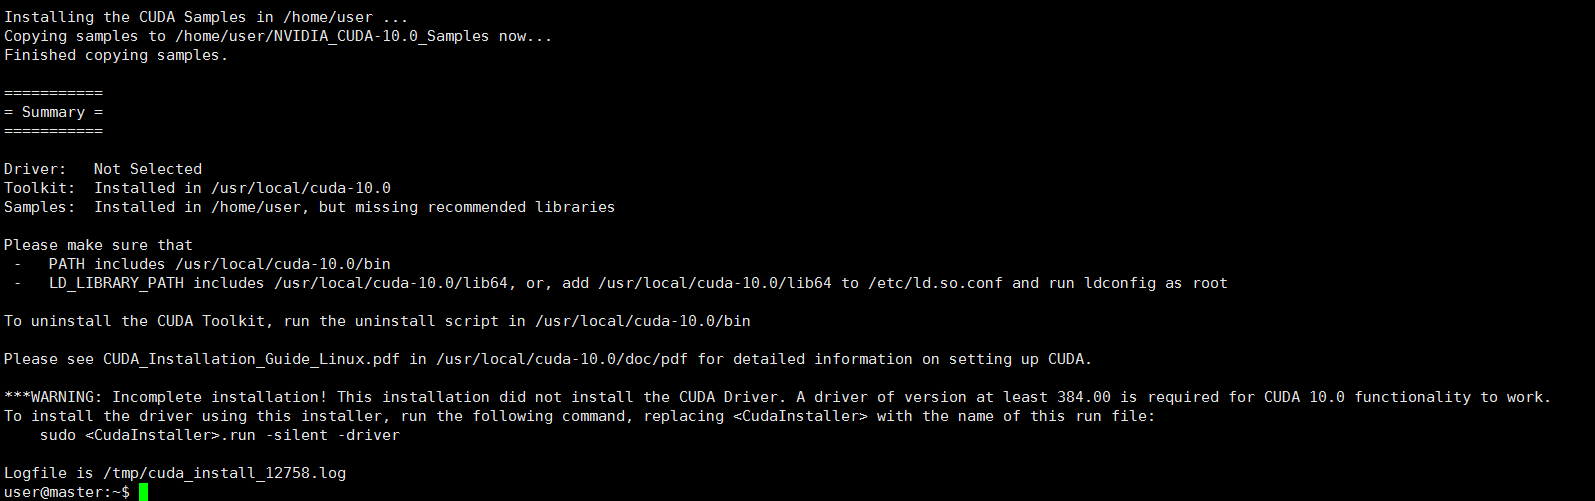 Installing the CUDA Samples in /home/user ...
Copying samples to /home/user/NVIDIA_CUDA-10.0_Samples now...
Finished copying samples.
===========
= Summary =
===========
Driver:   Not Selected
Toolkit:  Installed in /usr/local/cuda-10.0
Samples:  Installed in /home/user, but missing recommended libraries
Please make sure that
 -   PATH includes /usr/local/cuda-10.0/bin
 -   LD_LIBRARY_PATH includes /usr/local/cuda-10.0/lib64, or, add /usr/local/cuda-10.0/lib64 to /etc/ld.so.conf and run ldconfig as root
To uninstall the CUDA Toolkit, run the uninstall script in /usr/local/cuda-10.0/bin
Please see CUDA_Installation_Guide_Linux.pdf in /usr/local/cuda-10.0/doc/pdf for detailed information on setting up CUDA.
***WARNING: Incomplete installation! This installation did not install the CUDA Driver. A driver of version at least 384.00 is required for CUDA 10.0 functionality to work.
To install the driver using this installer, run the following command, replacing <CudaInstaller> with the name of this run file:
    sudo <CudaInstaller>.run -silent -driver
Logfile is /tmp/cuda_install_12758.log
user@master:~$